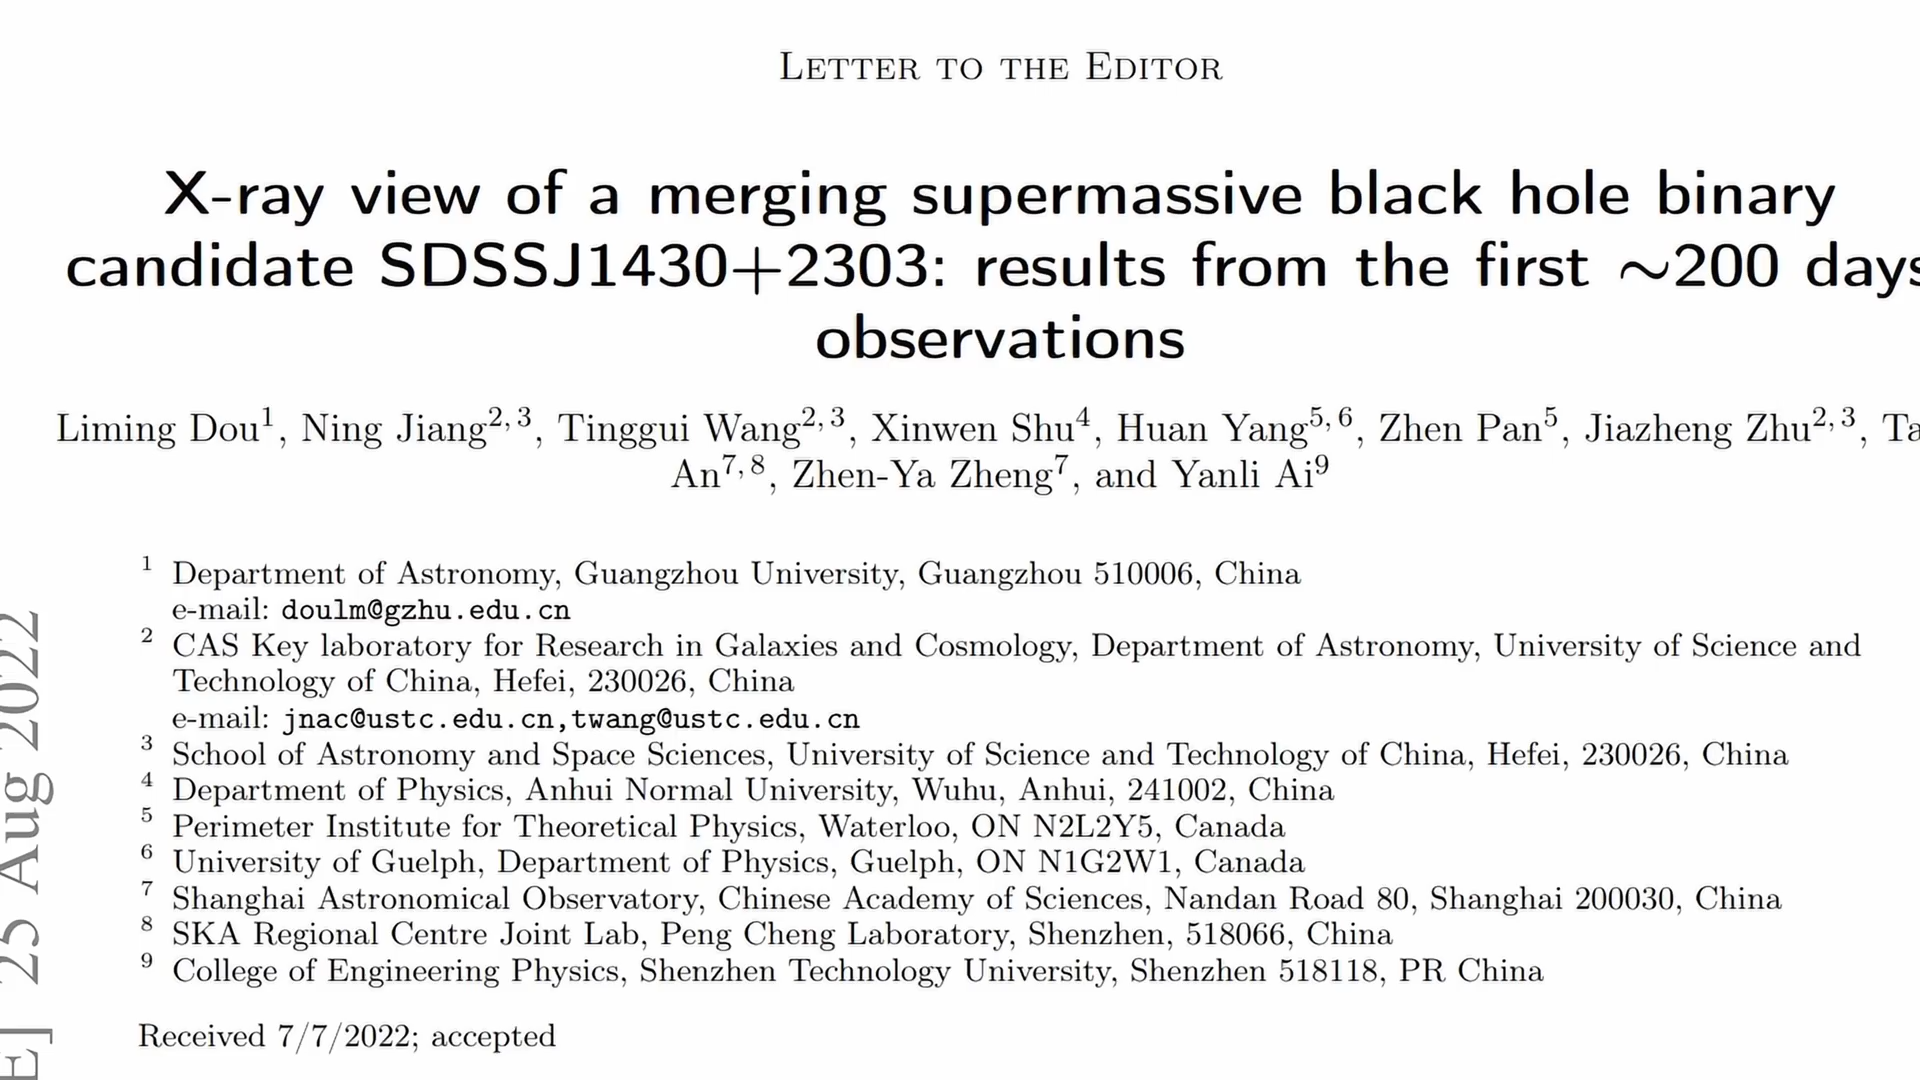 LETTER TO THE EDITOR
X-ray view of a merging supermassive black hole binary
candidate SDSSJ1430+2303: results from the first ~200 days
observations
Liming Dou1, Ning Jiang2,3, Tinggui Wang2,3, Xinwen Shu4, Huan Yang5,6, Zhen Pan5, Jiazheng Zhu2,3, Ta
An7,8, Zhen-Ya Zheng7, and Yanli Ai9
1 Department of Astronomy, Guangzhou University, Guangzhou 510006, China
e-mail: doulm@gzhu.edu.cn
2 CAS Key laboratory for Research in Galaxies and Cosmology, Department of Astronomy, University of Science and
Technology of China, Hefei, 230026, China
e-mail: jnac@ustc.edu.cn,twang@ustc.edu.cn
3 School of Astronomy and Space Sciences, University of Science and Technology of China, Hefei, 230026, China
4 Department of Physics, Anhui Normal University, Wuhu, Anhui, 241002, China
5 Perimeter Institute for Theoretical Physics, Waterloo, ON N2L2Y5, Canada
6 University of Guelph, Department of Physics, Guelph, ON N1G2W1, Canada
7 Shanghai Astronomical Observatory, Chinese Academy of Sciences, Nandan Road 80, Shanghai 200030, China
8 SKA Regional Centre Joint Lab, Peng Cheng Laboratory, Shenzhen, 518066, China
9 College of Engineering Physics, Shenzhen Technology University, Shenzhen 518118, PR China
Received 7/7/2022; accepted
E] 25 Aug 2022